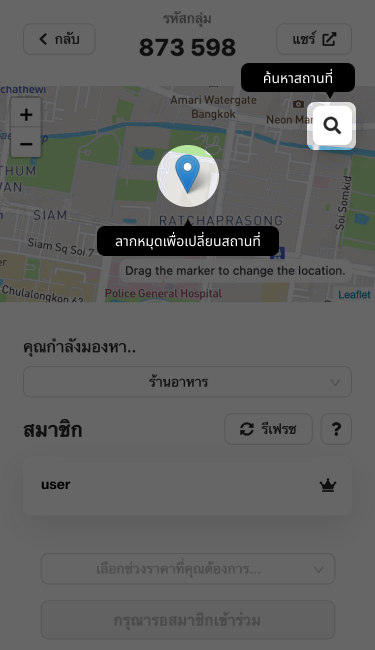 รหัสกลุ่ม
กลับ
873 598
แชร์
ค้นหาสถานที่
chathewi
Amari Watergate
Bangkok
Neon Mar
+
−
THUM
WAN
SIAM
RATCHAPRASONG
Soi Somkid
Siam Sq Soi 7
ลากหมุดเพื่อเปลี่ยนสถานที่
Drag the marker to change the location.
Chulalongkorn 62
Police General Hospital
Leaflet
คุณกำลังมองหา..
ร้านอาหาร
สมาชิก
รีเฟรช
?
user
เลือกช่วงราคาที่คุณต้องการ...
กรุณารอสมาชิกเข้าร่วม